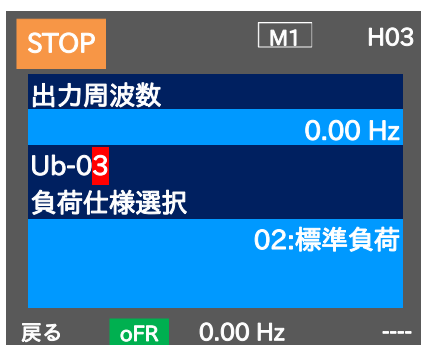 STOP M1 H03
出力周波数
0.00 Hz
Ub-03
負荷仕様選択
02:標準負荷
戻る oFR 0.00 Hz ----